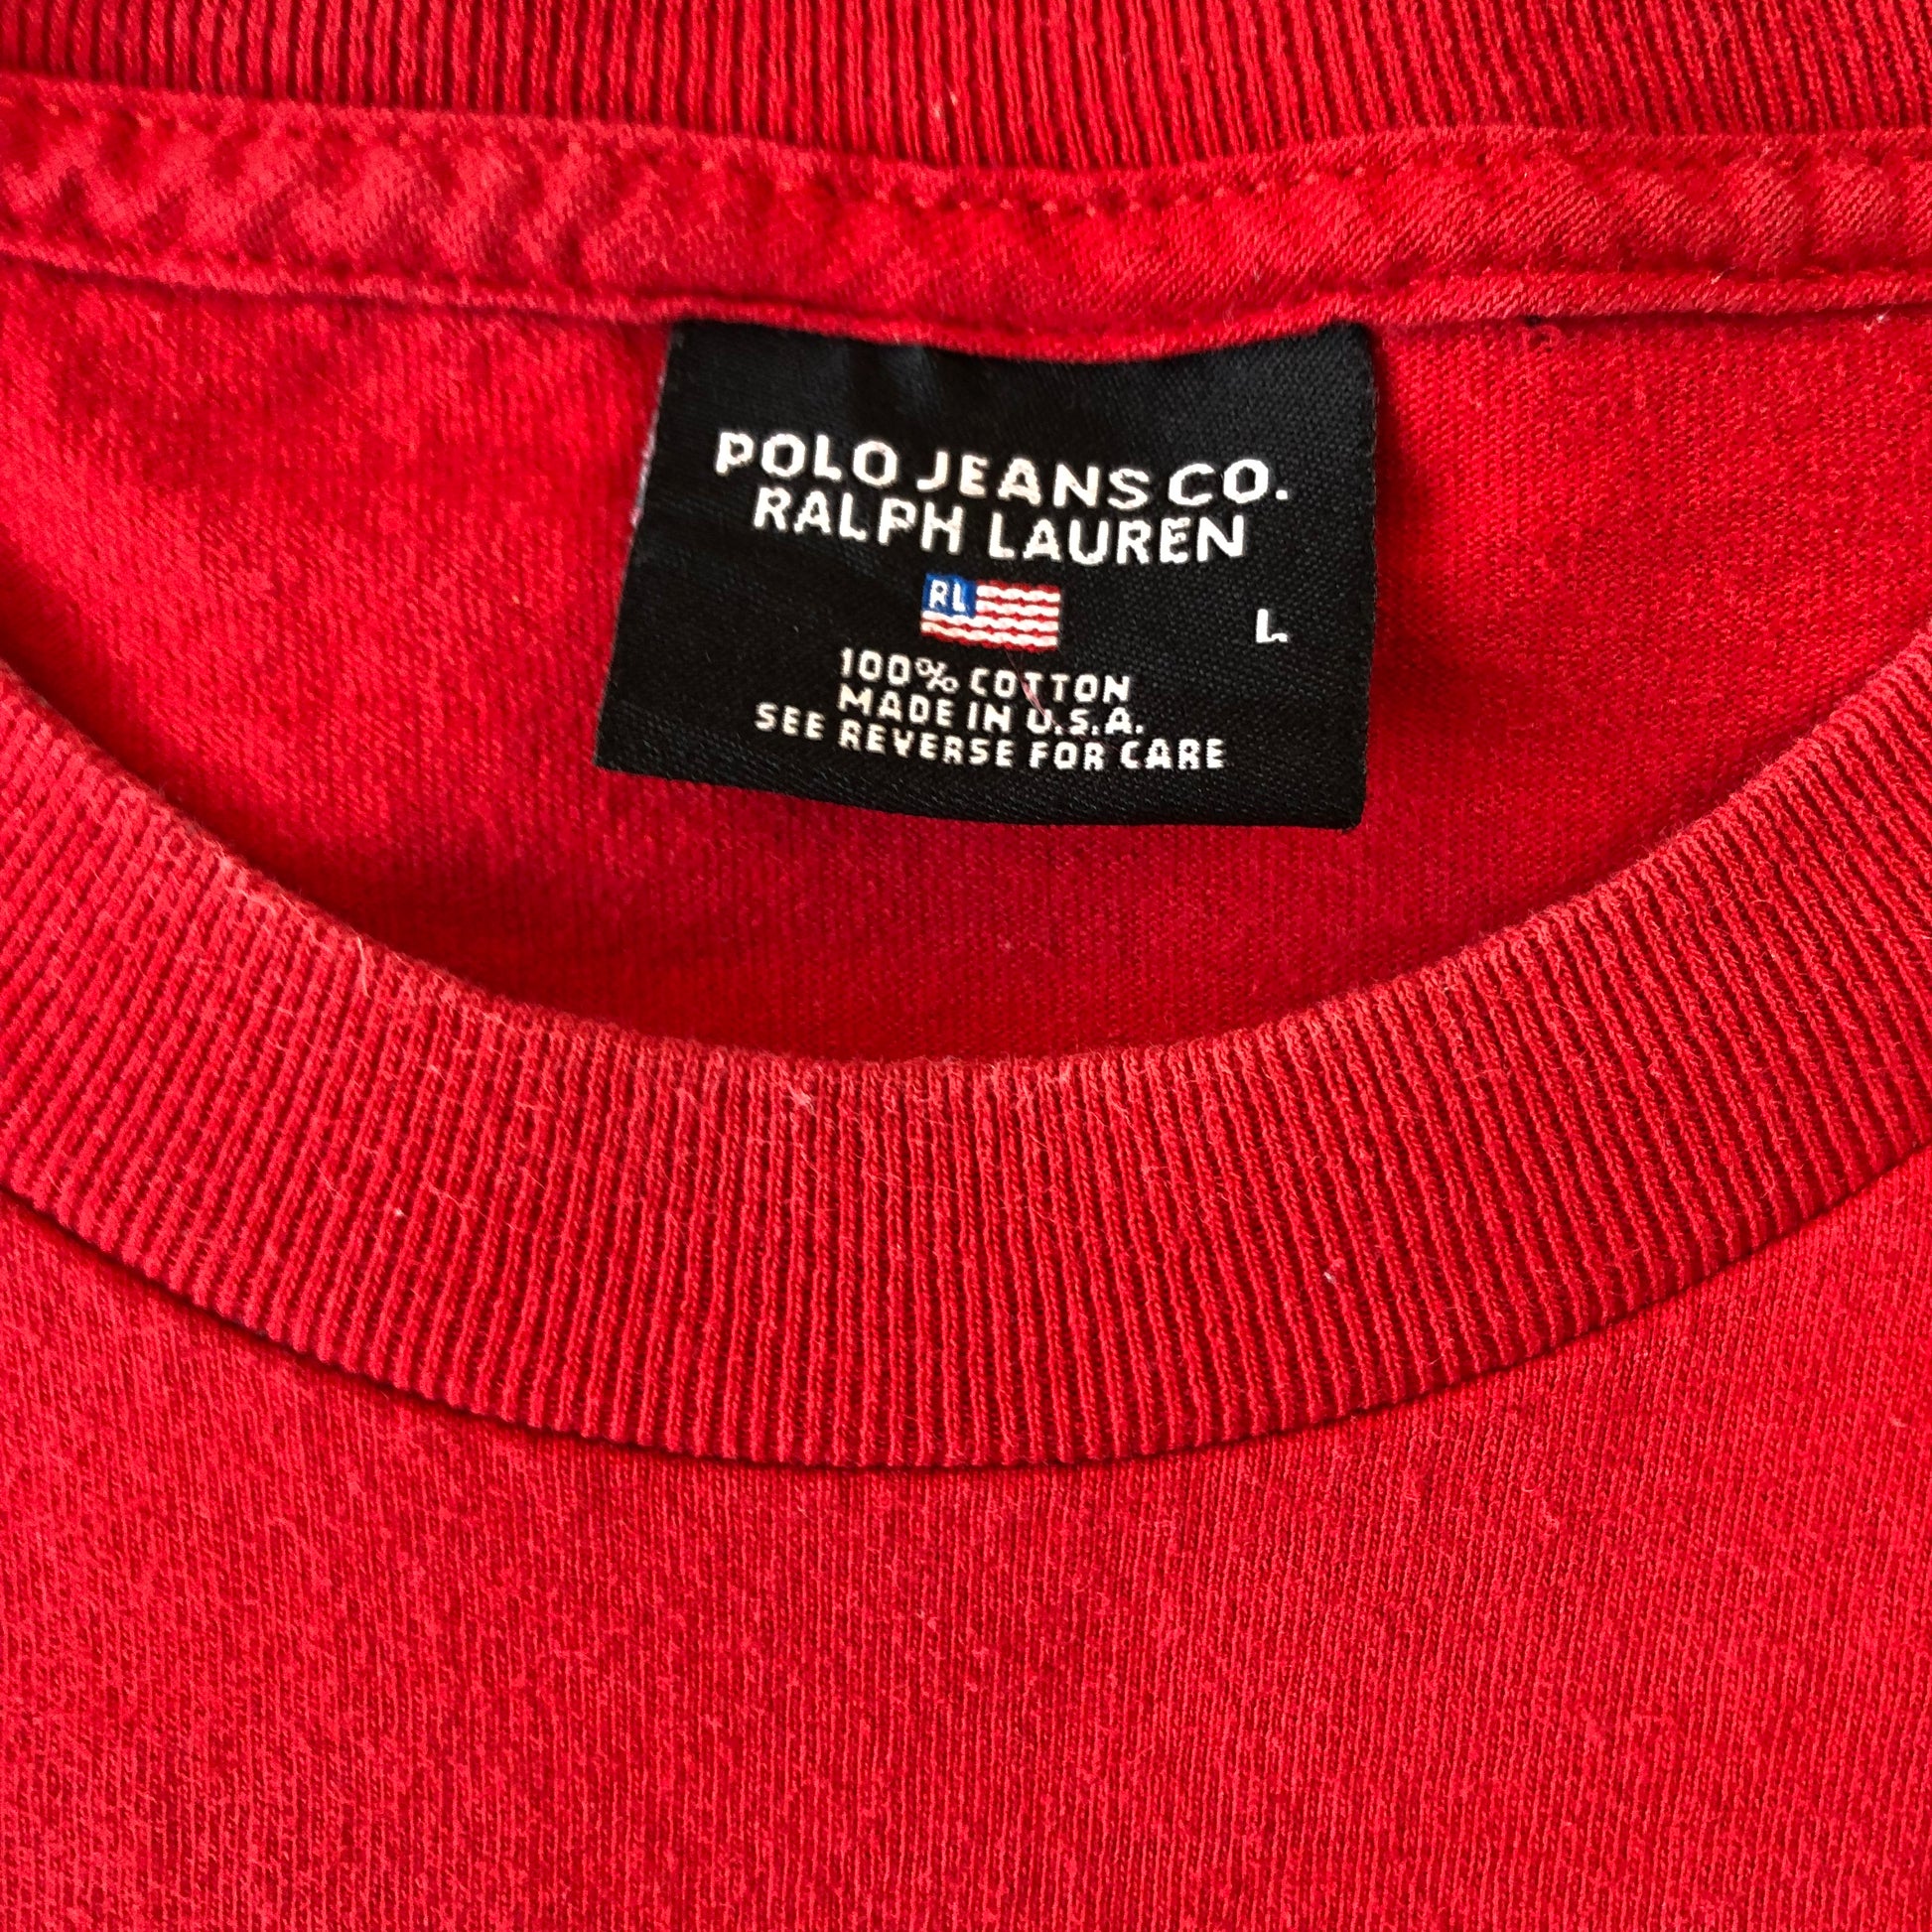 POLO JEANS CO.
RALPH LAUREN
RL
L
100% COTTON
MADE IN U.S.A.
SEE REVERSE FOR CARE